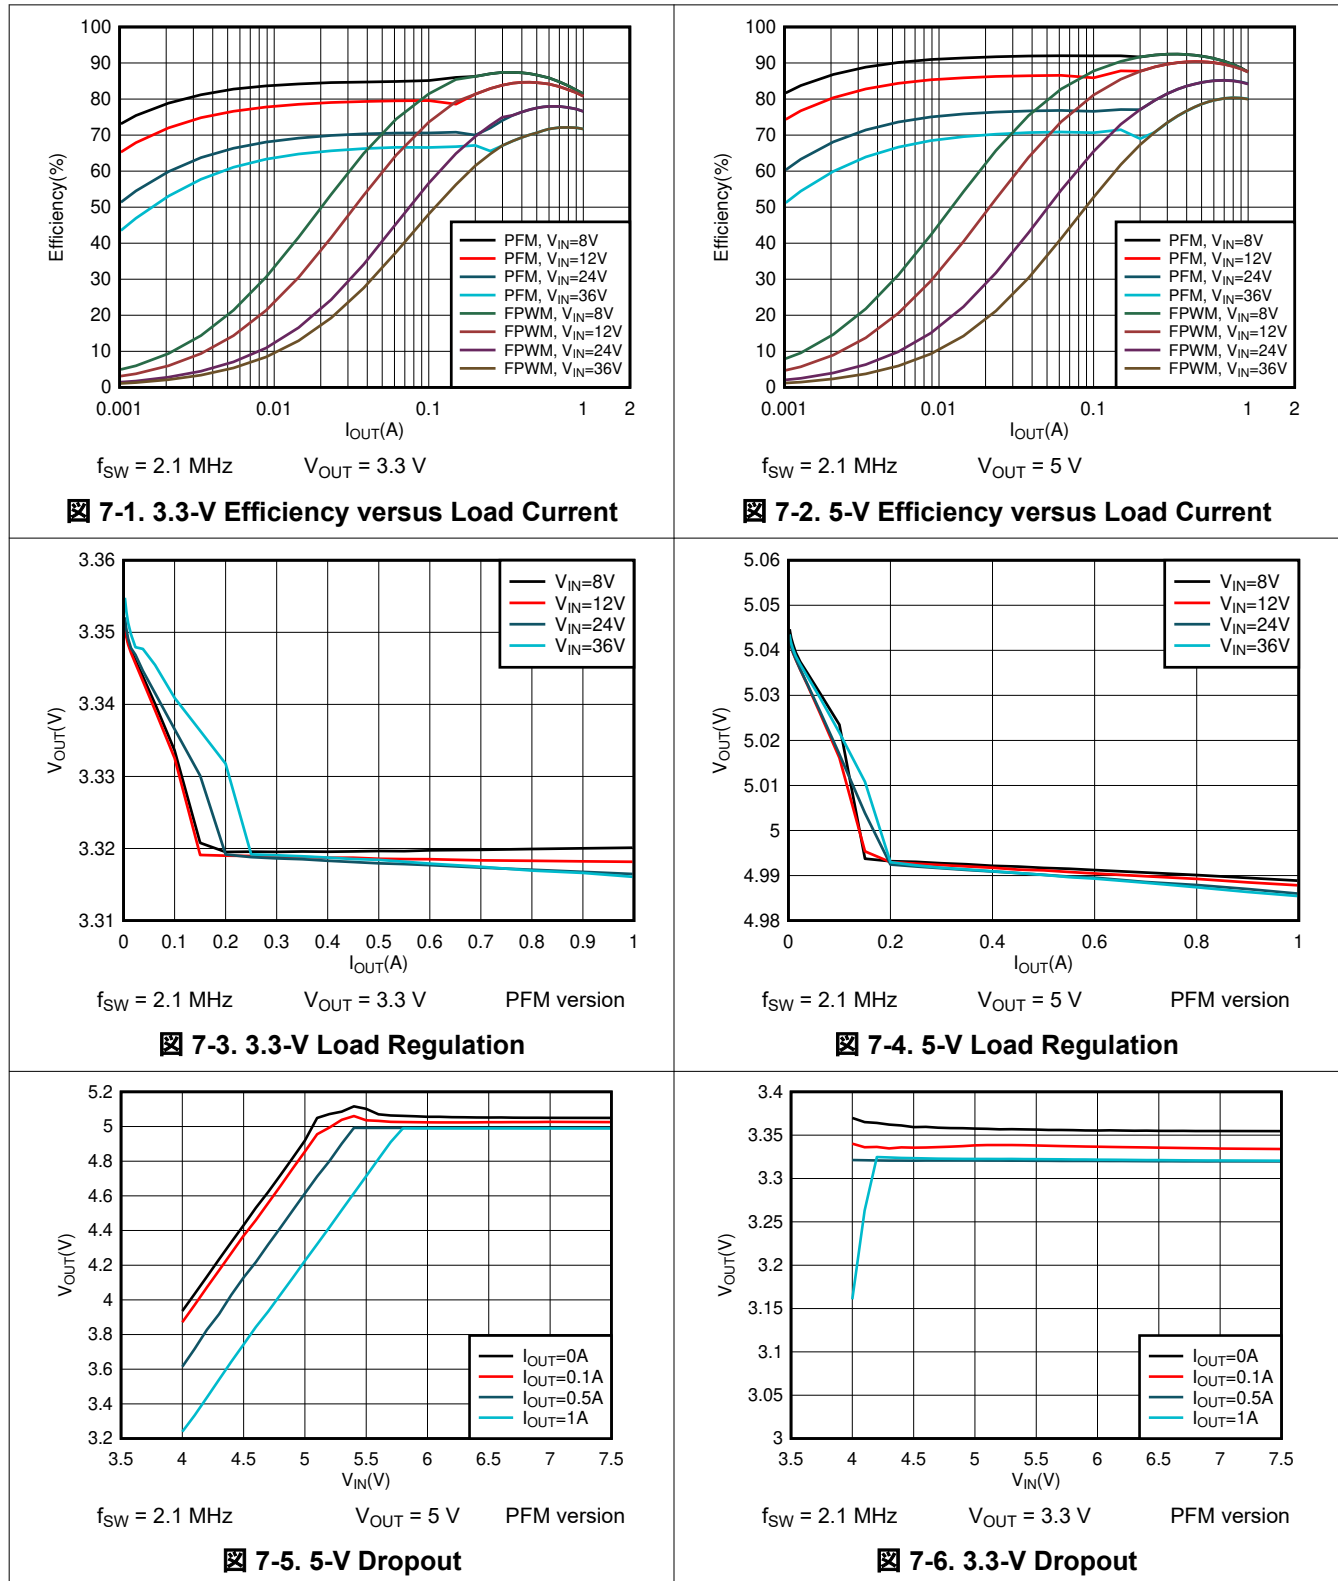 100
90
80
70
60
50
40
30
20
10
0
Efficiency(%)
PFM, VIN=8V
PFM, VIN=12V
PFM, VIN=24V
PFM, VIN=36V
FPWM, VIN=8V
FPWM, VIN=12V
FPWM, VIN=24V
FPWM, VIN=36V
0.001 0.01 0.1 1 2
IOUT(A)
fSW = 2.1 MHz VOUT = 3.3 V
図 7-1. 3.3-V Efficiency versus Load Current
100
90
80
70
60
50
40
30
20
10
0
Efficiency(%)
PFM, VIN=8V
PFM, VIN=12V
PFM, VIN=24V
PFM, VIN=36V
FPWM, VIN=8V
FPWM, VIN=12V
FPWM, VIN=24V
FPWM, VIN=36V
0.001 0.01 0.1 1 2
IOUT(A)
fSW = 2.1 MHz VOUT = 5 V
図 7-2. 5-V Efficiency versus Load Current
3.36
3.35
3.34
3.33
3.32
3.31
VOUT(V)
VIN=8V
VIN=12V
VIN=24V
VIN=36V
0 0.1 0.2 0.3 0.4 0.5 0.6 0.7 0.8 0.9 1
IOUT(A)
fSW = 2.1 MHz VOUT = 3.3 V PFM version
図 7-3. 3.3-V Load Regulation
5.06
5.05
5.04
5.03
5.02
5.01
5
4.99
4.98
VOUT(V)
VIN=8V
VIN=12V
VIN=24V
VIN=36V
0 0.2 0.4 0.6 0.8 1
IOUT(A)
fSW = 2.1 MHz VOUT = 5 V PFM version
図 7-4. 5-V Load Regulation
5.2
5
4.8
4.6
4.4
4.2
4
3.8
3.6
3.4
3.2
VOUT(V)
IOUT=0A
IOUT=0.1A
IOUT=0.5A
IOUT=1A
3.5 4 4.5 5 5.5 6 6.5 7 7.5
VIN(V)
fSW = 2.1 MHz VOUT = 5 V PFM version
図 7-5. 5-V Dropout
3.4
3.35
3.3
3.25
3.2
3.15
3.1
3.05
3
VOUT(V)
IOUT=0A
IOUT=0.1A
IOUT=0.5A
IOUT=1A
3.5 4 4.5 5 5.5 6 6.5 7 7.5
VIN(V)
fSW = 2.1 MHz VOUT = 3.3 V PFM version
図 7-6. 3.3-V Dropout